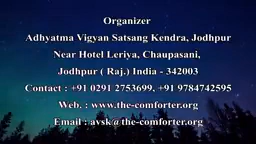 Organizer
Adhyatma Vigyan Satsang Kendra, Jodhpur
Near Hotel Leriya, Chaupasani,
Jodhpur ( Raj.) India - 342003
Contact : +91 0291 2753699, +91 9784742595
Web. : www.the-comforter.org
Email : avsk@the-comforter.org